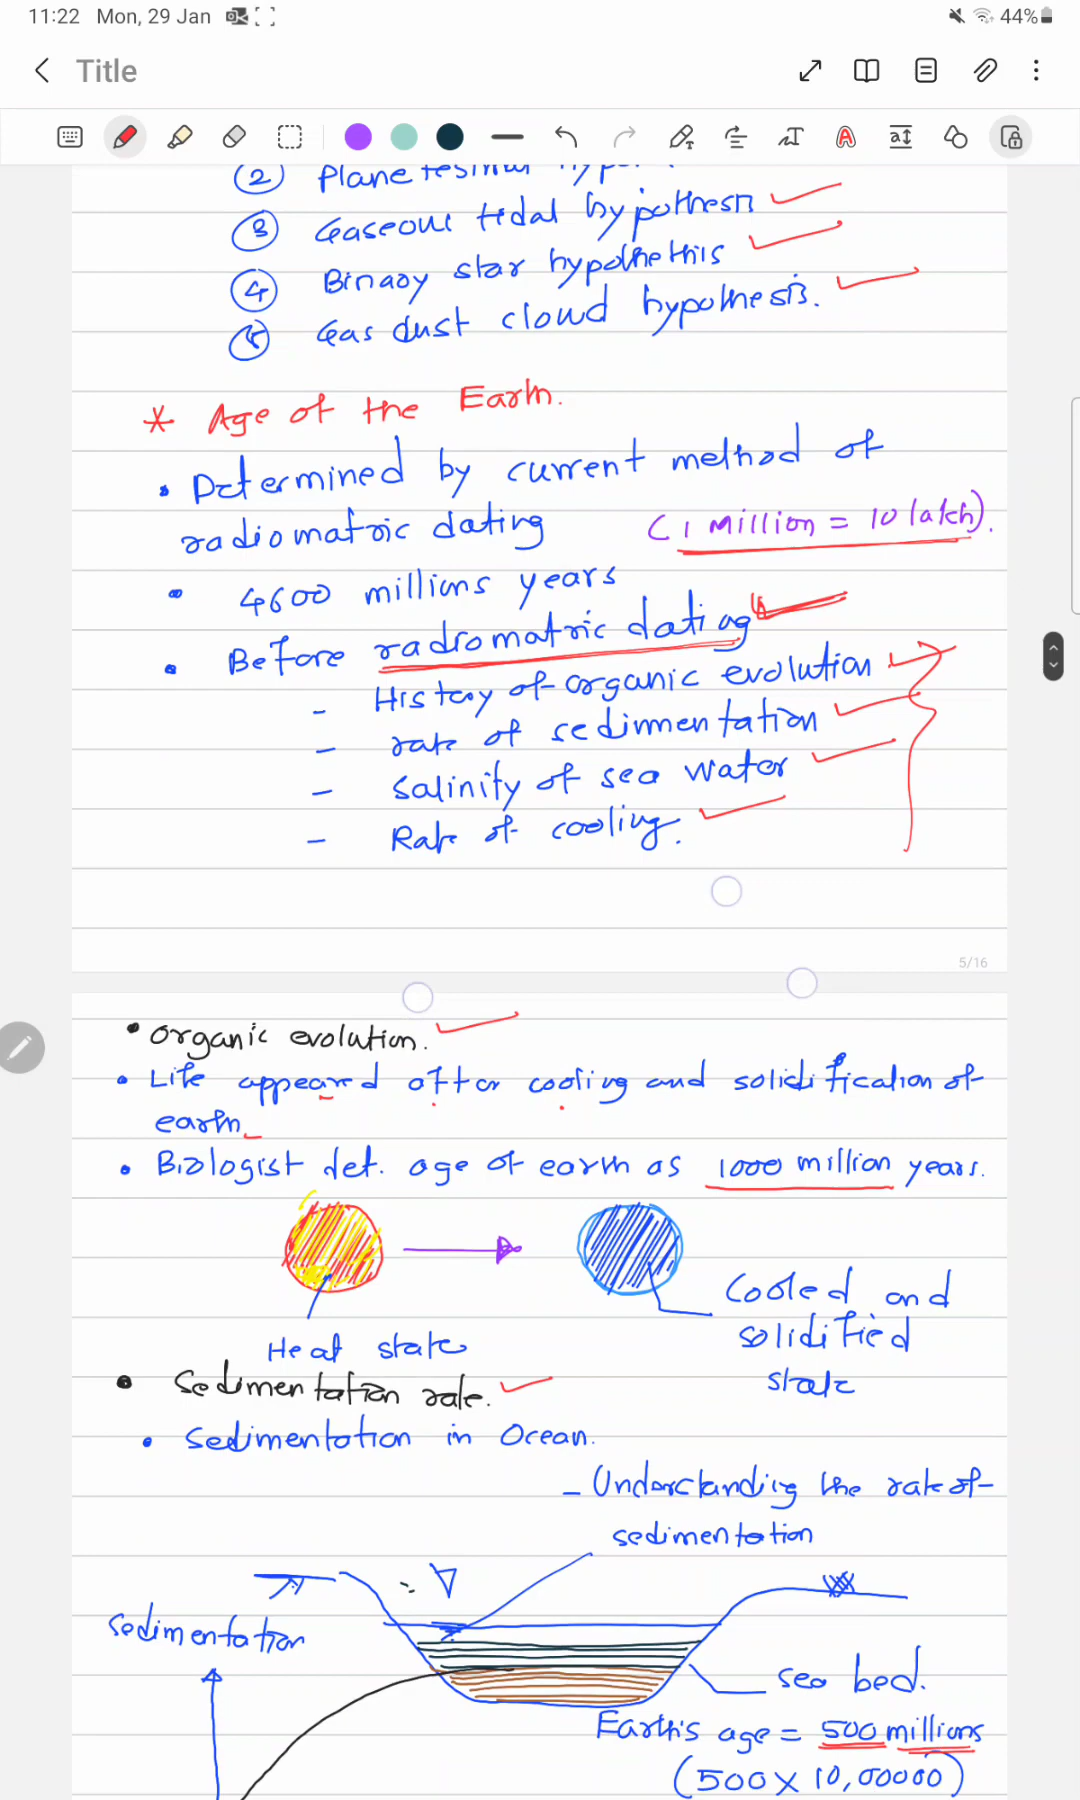 11:22 Mon, 29 Jan 44%
Title
② Planetesimal
③ Gaseous tidal hypothesis
④ Binary star hypothethis
⑤ Gas dust cloud hypothesis.
* Age of the Earth.
• Determined by current method of
radiomatric dating (1 Million = 10 lakh).
• 4600 millions years
• Before radiomatric dating
- History of organic evolution
- rate of sedimentation
- Salinity of sea water
- Rate of cooling.
5/16
• Organic evolution.
• Life appeared after cooling and solidification of
earth
• Biologist det. age of earth as 1000 million years.
Heat state
Cooled and
solidified
state
• Sedimentation rate.
• Sedimentation in Ocean.
- Understanding the rate of
sedimentation
Sedimentation
sea bed.
Earth's age = 500 millions
(500 X 10,00000)